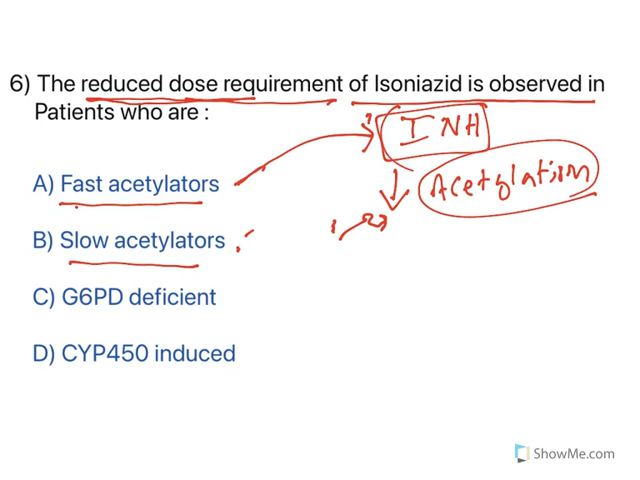 6) The reduced dose requirement of Isoniazid is observed in
Patients who are :
INH
A) Fast acetylators
Acetylation
B) Slow acetylators
C) G6PD deficient
D) CYP450 induced
ShowMe.com